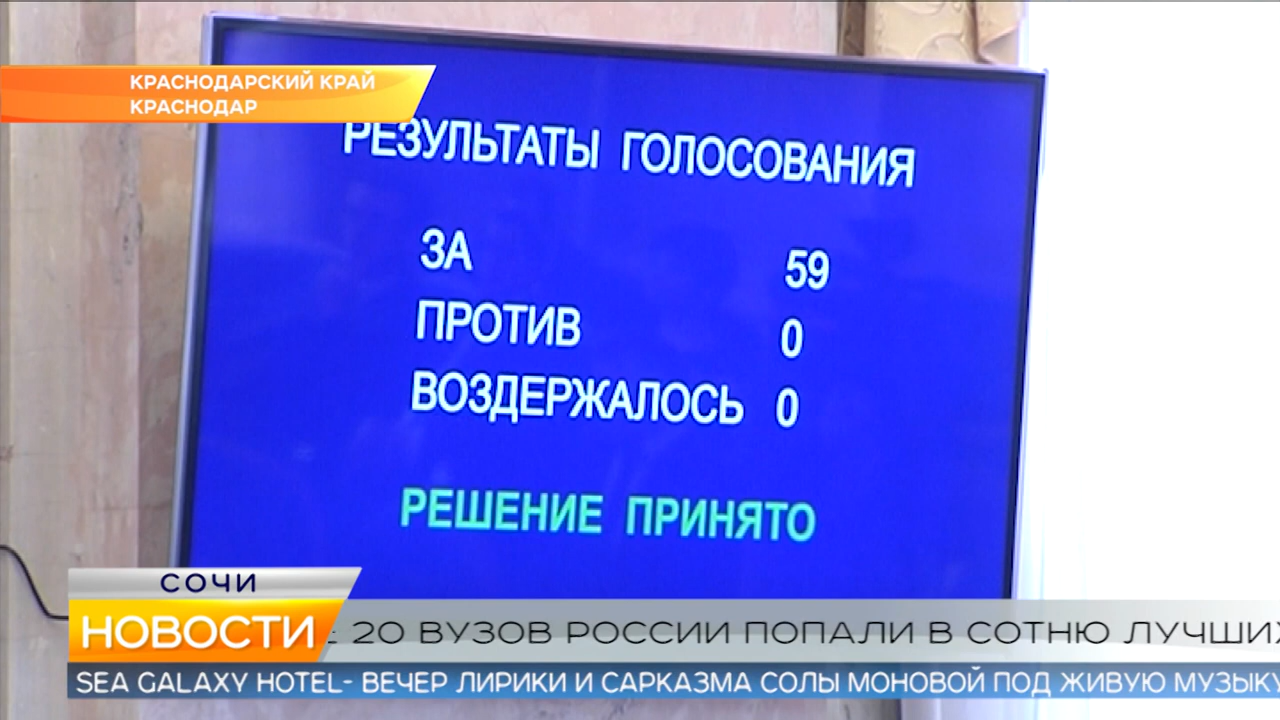 КРАСНОДАРСКИЙ КРАЙ
КРАСНОДАР
РЕЗУЛЬТАТЫ ГОЛОСОВАНИЯ
ЗА 59
ПРОТИВ 0
ВОЗДЕРЖАЛОСЬ 0
РЕШЕНИЕ ПРИНЯТО
СОЧИ
НОВОСТИ
20 ВУЗОВ РОССИИ ПОПАЛИ В СОТНЮ ЛУЧШИХ
SEA GALAXY HOTEL- ВЕЧЕР ЛИРИКИ И САРКАЗМА СОЛЫ МОНОВОЙ ПОД ЖИВУЮ МУЗЫКУ